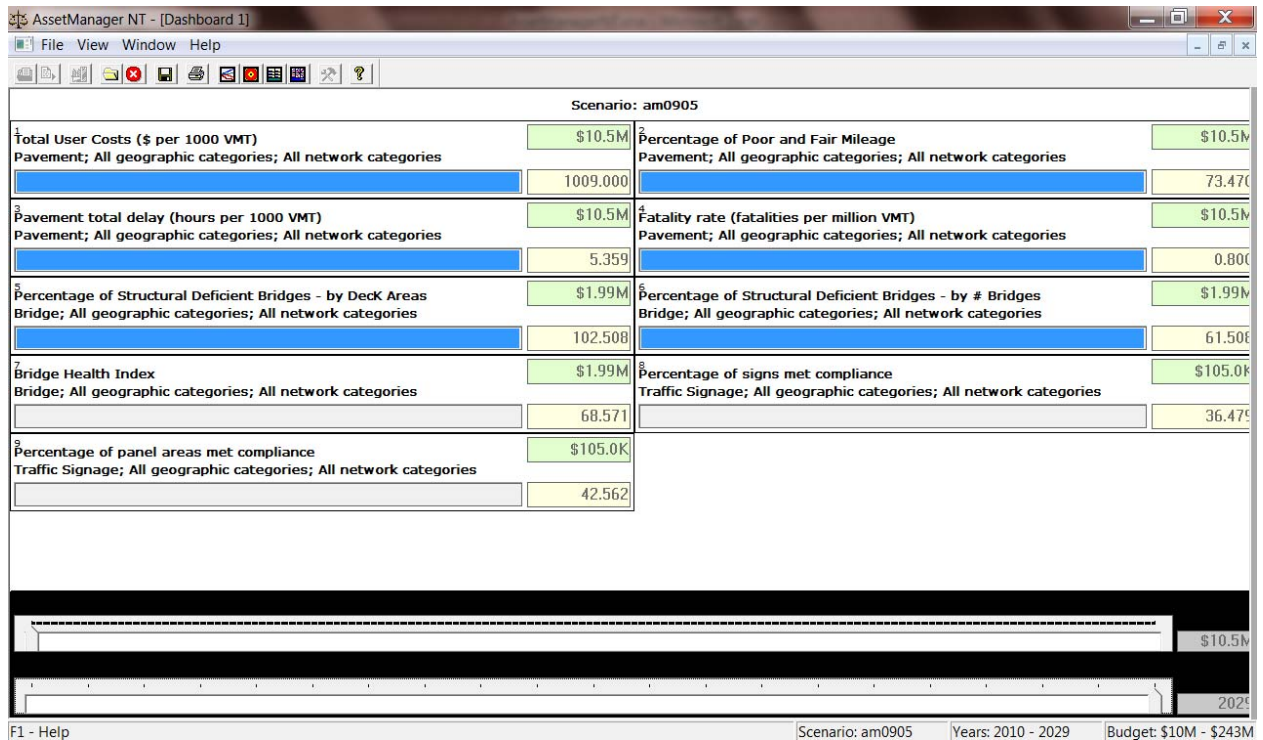 AssetManager NT - [Dashboard 1]
File View Window Help
Scenario: am0905
1
Total User Costs ($ per 1000 VMT)
$10.5M
Pavement; All geographic categories; All network categories
1009.000
2
Percentage of Poor and Fair Mileage
$10.5M
Pavement; All geographic categories; All network categories
73.470
3
Pavement total delay (hours per 1000 VMT)
$10.5M
Pavement; All geographic categories; All network categories
5.359
4
Fatality rate (fatalities per million VMT)
$10.5M
Pavement; All geographic categories; All network categories
0.800
5
Percentage of Structural Deficient Bridges - by DecK Areas
$1.99M
Bridge; All geographic categories; All network categories
102.508
6
Percentage of Structural Deficient Bridges - by # Bridges
$1.99M
Bridge; All geographic categories; All network categories
61.508
7
Bridge Health Index
$1.99M
Bridge; All geographic categories; All network categories
68.571
8
Percentage of signs met compliance
$105.0K
Traffic Signage; All geographic categories; All network categories
36.479
9
Percentage of panel areas met compliance
$105.0K
Traffic Signage; All geographic categories; All network categories
42.562
$10.5M
2029
F1 - Help
Scenario: am0905
Years: 2010 - 2029
Budget: $10M - $243M